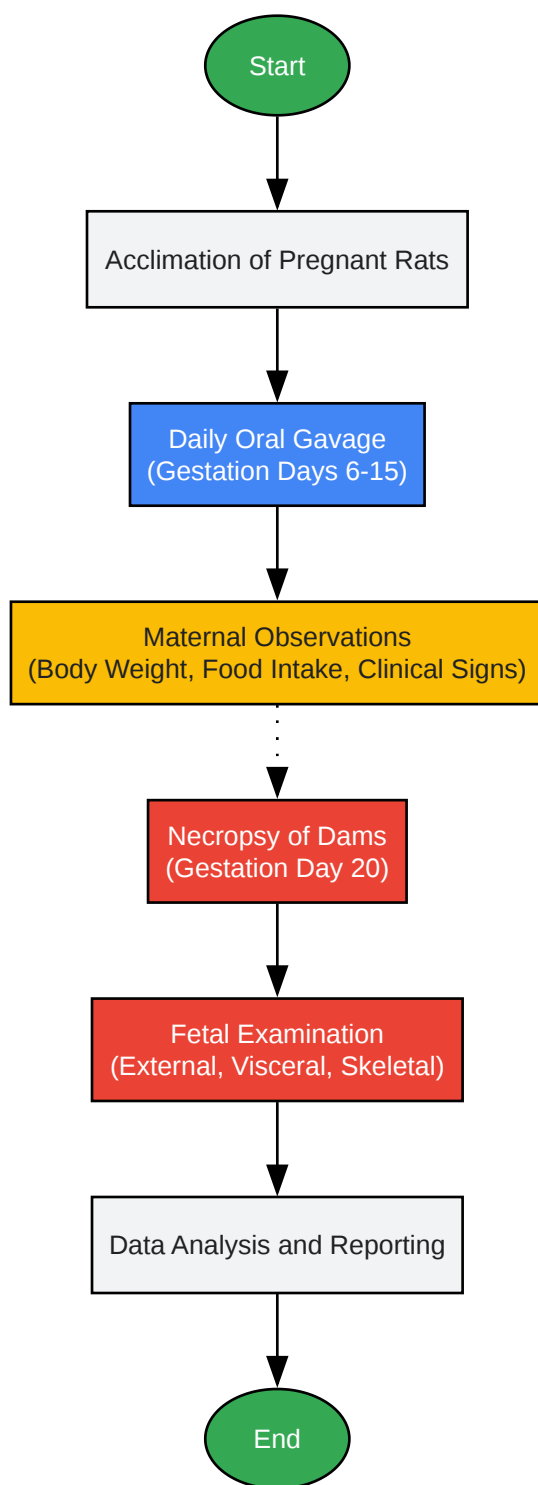 Start
Acclimation of Pregnant Rats
Daily Oral Gavage
(Gestation Days 6-15)
Maternal Observations
(Body Weight, Food Intake, Clinical Signs)
Necropsy of Dams
(Gestation Day 20)
Fetal Examination
(External, Visceral, Skeletal)
Data Analysis and Reporting
End